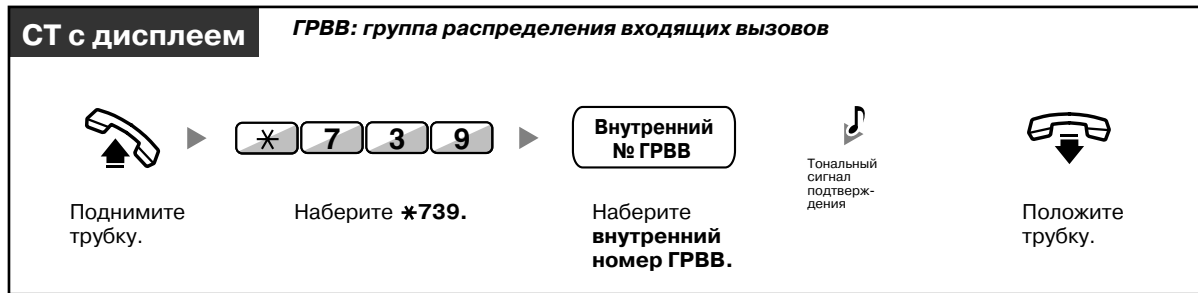 СТ с дисплеем
ГРВВ: группа распределения входящих вызовов
Поднимите
трубку.
* 7 3 9
Наберите *739.
Внутренний
№ ГРВВ
Наберите
внутренний
номер ГРВВ.
Тональный
сигнал
подтверж-
дения
Положите
трубку.